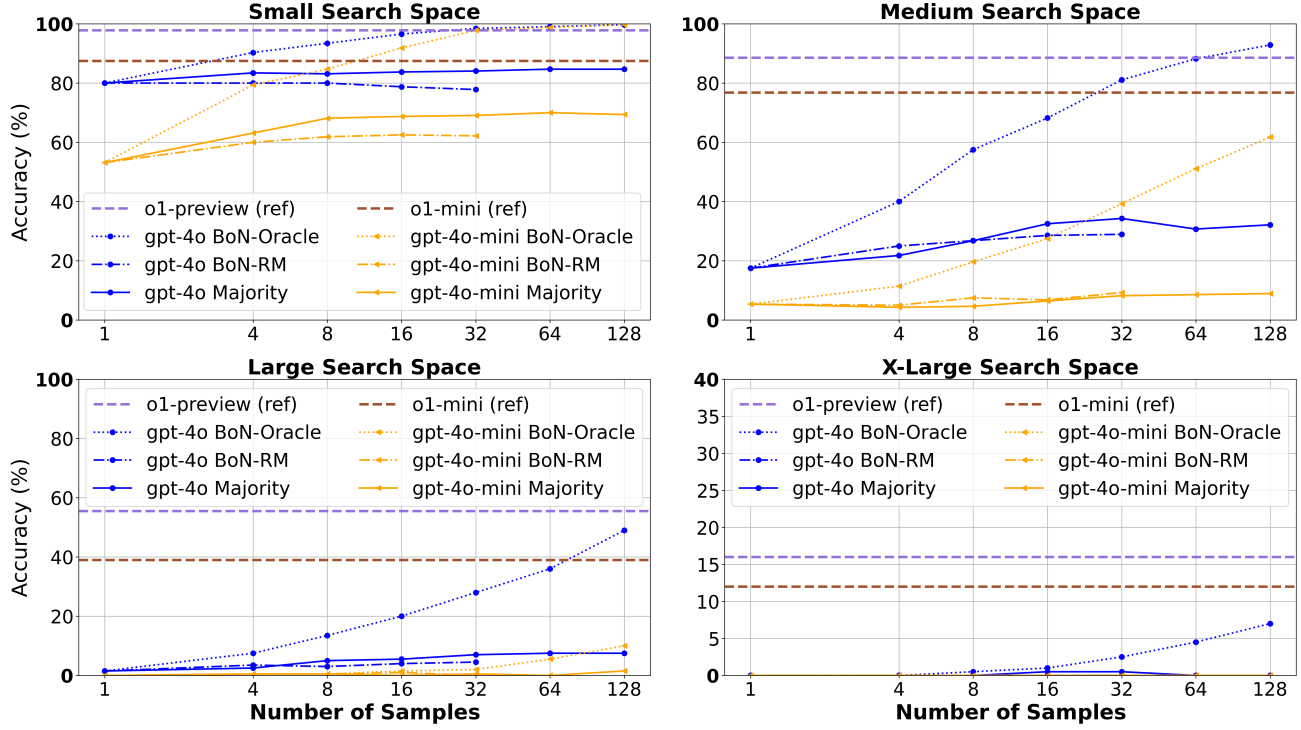 Small Search Space
Accuracy (%)
100
80
60
40
20
0
o1-preview (ref)
gpt-4o BoN-Oracle
gpt-4o BoN-RM
gpt-4o Majority
o1-mini (ref)
gpt-4o-mini BoN-Oracle
gpt-4o-mini BoN-RM
gpt-4o-mini Majority
1 4 8 16 32 64 128
Medium Search Space
100
80
60
40
20
0
1 4 8 16 32 64 128
Large Search Space
Accuracy (%)
100
80
60
40
20
0
o1-preview (ref)
gpt-4o BoN-Oracle
gpt-4o BoN-RM
gpt-4o Majority
o1-mini (ref)
gpt-4o-mini BoN-Oracle
gpt-4o-mini BoN-RM
gpt-4o-mini Majority
1 4 8 16 32 64 128
Number of Samples
X-Large Search Space
40
35
30
25
20
15
10
5
0
o1-preview (ref)
gpt-4o BoN-Oracle
gpt-4o BoN-RM
gpt-4o Majority
o1-mini (ref)
gpt-4o-mini BoN-Oracle
gpt-4o-mini BoN-RM
gpt-4o-mini Majority
1 4 8 16 32 64 128
Number of Samples